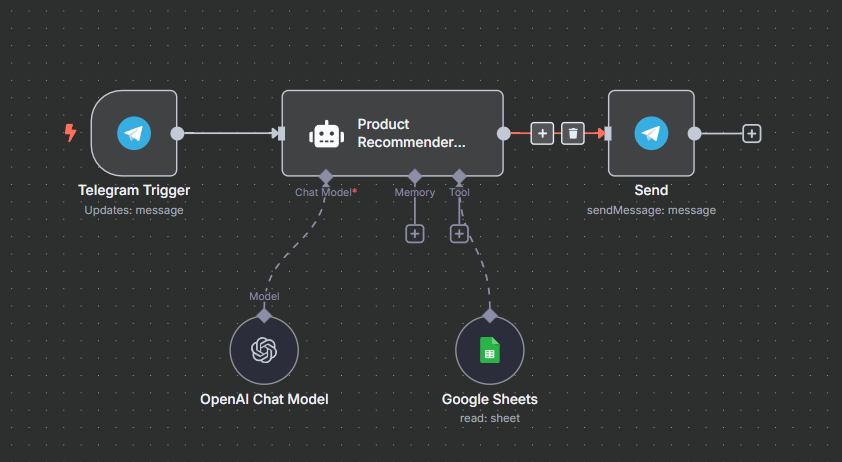 Product
Recommender...
Telegram Trigger
Updates: message
Chat Model*
Memory
Tool
Send
sendMessage: message
Model
OpenAI Chat Model
Google Sheets
read: sheet